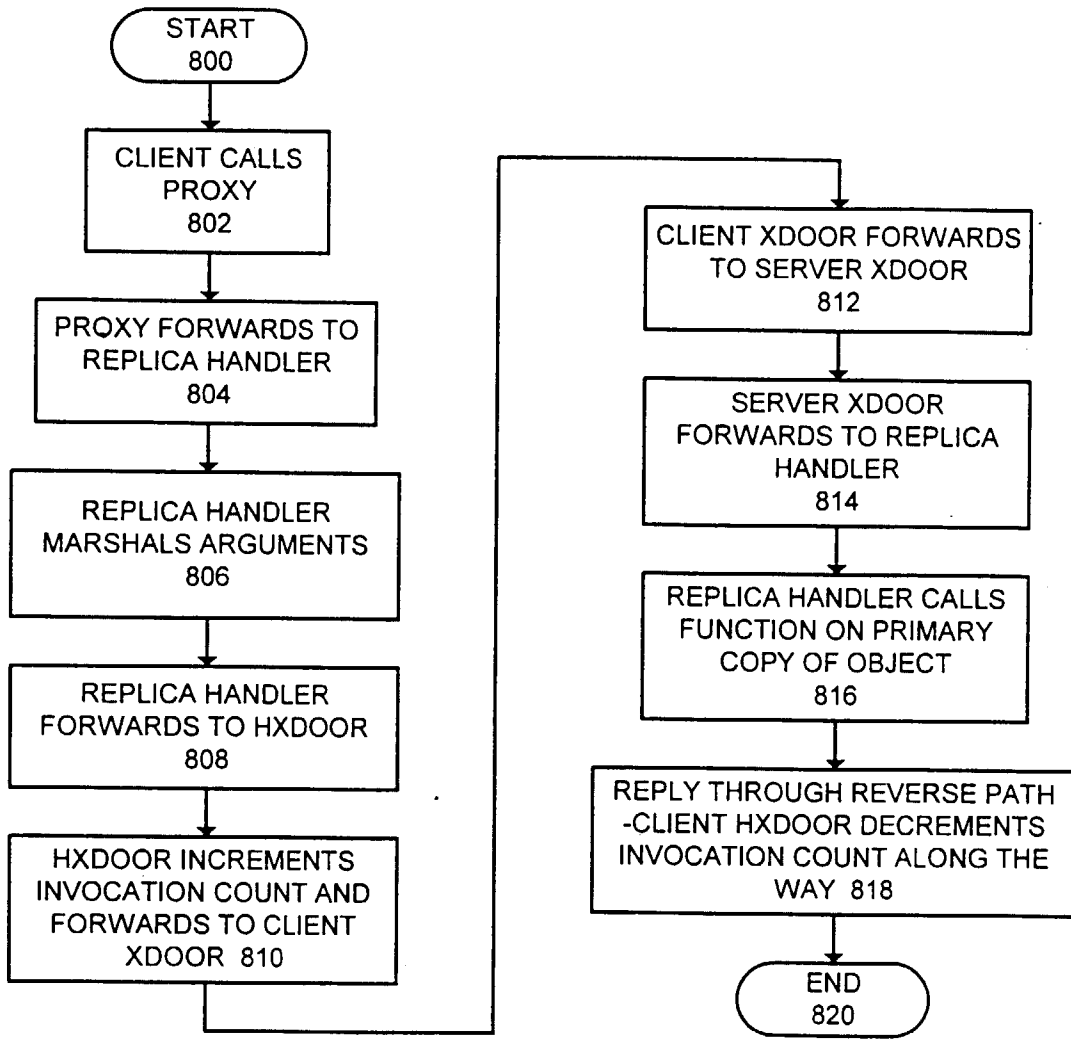 START
800
CLIENT CALLS
PROXY
802
PROXY FORWARDS TO
REPLICA HANDLER
804
REPLICA HANDLER
MARSHALS ARGUMENTS
806
REPLICA HANDLER
FORWARDS TO HXDOOR
808
HXDOOR INCREMENTS
INVOCATION COUNT AND
FORWARDS TO CLIENT
XDOOR 810
CLIENT XDOOR FORWARDS
TO SERVER XDOOR
812
SERVER XDOOR
FORWARDS TO REPLICA
HANDLER
814
REPLICA HANDLER CALLS
FUNCTION ON PRIMARY
COPY OF OBJECT
816
REPLY THROUGH REVERSE PATH
-CLIENT HXDOOR DECREMENTS
INVOCATION COUNT ALONG THE
WAY 818
END
820